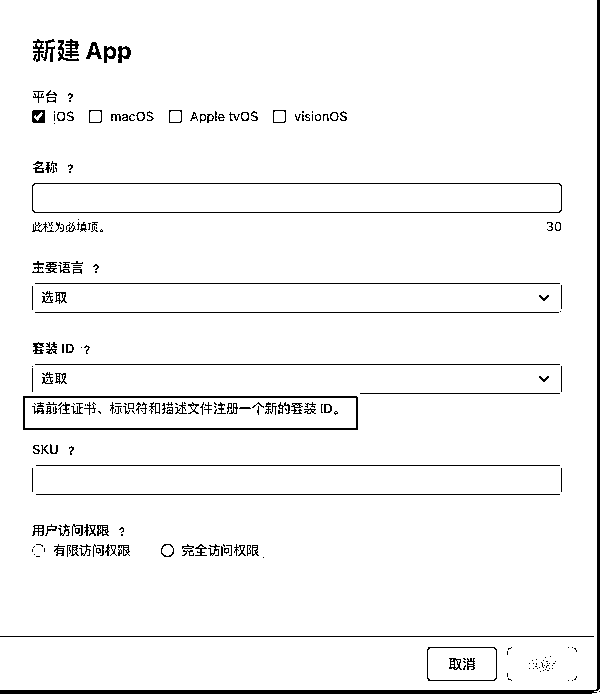 新建 App
平台 ?
iOS macOS Apple tvOS visionOS
名称 ?
此栏为必填项。 30
主要语言 ?
选取
套装 ID ?
选取
请前往证书、标识符和描述文件注册一个新的套装 ID。
SKU ?
用户访问权限 ?
有限访问权限 完全访问权限
取消